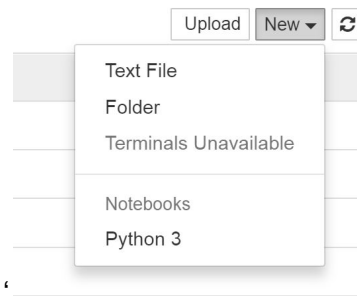 Upload New
Text File
Folder
Terminals Unavailable
Notebooks
Python 3
‘